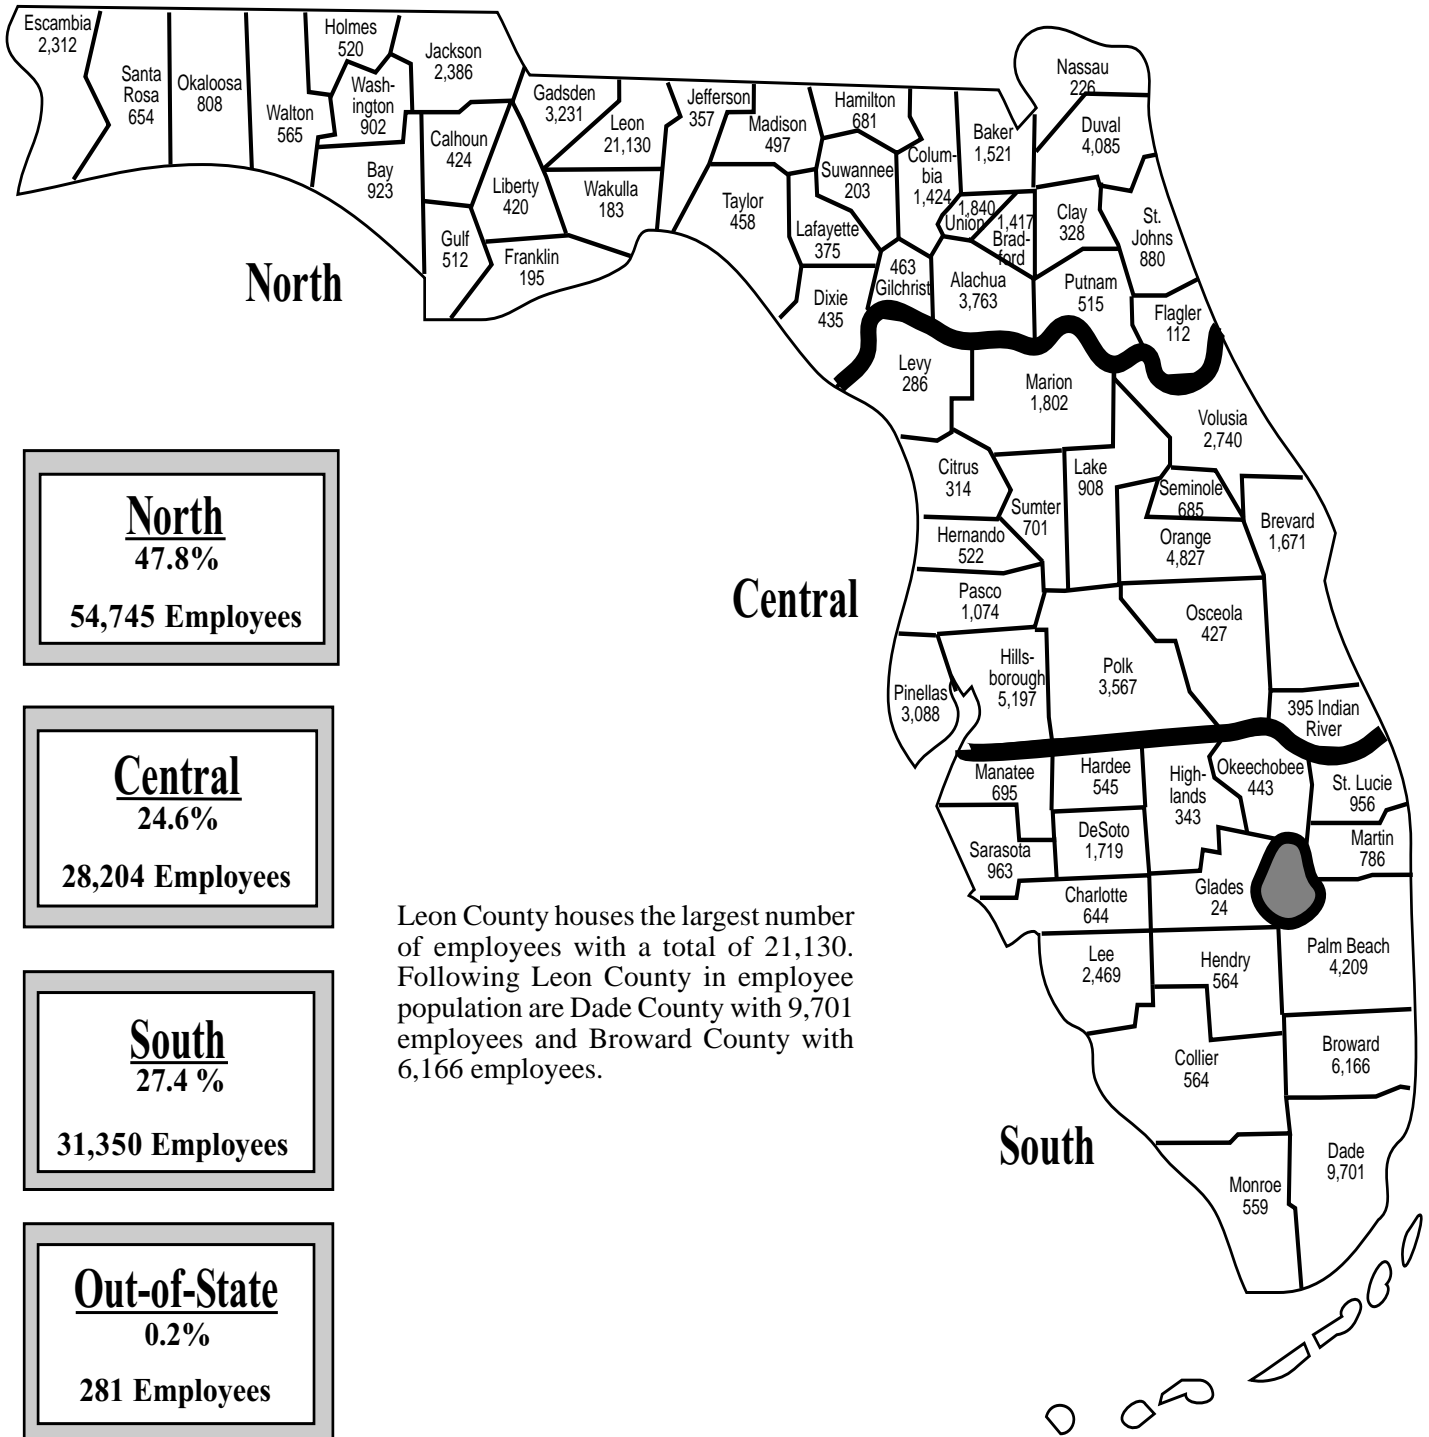 Escambia
2,312
Santa
Rosa
654
Okaloosa
808
Walton
565
Holmes
520
Wash-
ington
902
Jackson
2,386
Bay
923
Calhoun
424
Gulf
512
Liberty
420
Gadsden
3,231
Franklin
195
Leon
21,130
Wakulla
183
Jefferson
357
Madison
497
Taylor
458
Hamilton
681
Suwannee
203
Lafayette
375
Dixie
435
Colum-
bia
1,424
463
Gilchrist
Baker
1,521
1,840
Union
1,417
Brad-
ford
Alachua
3,763
Nassau
226
Duval
4,085
Clay
328
St.
Johns
880
Putnam
515
Flagler
112
North
Levy
286
Marion
1,802
Volusia
2,740
Citrus
314
Sumter
701
Lake
908
Seminole
685
Orange
4,827
Brevard
1,671
Hernando
522
Pasco
1,074
Osceola
427
Pinellas
3,088
Hills-
borough
5,197
Polk
3,567
395 Indian
River
Central
Manatee
695
Hardee
545
High-
lands
343
Okeechobee
443
St. Lucie
956
Sarasota
963
DeSoto
1,719
Martin
786
Charlotte
644
Glades
24
Lee
2,469
Hendry
564
Palm Beach
4,209
Collier
564
Broward
6,166
Monroe
559
Dade
9,701
South
North
47.8%
54,745 Employees
Central
24.6%
28,204 Employees
South
27.4 %
31,350 Employees
Out-of-State
0.2%
281 Employees
Leon County houses the largest number
of employees with a total of 21,130.
Following Leon County in employee
population are Dade County with 9,701
employees and Broward County with
6,166 employees.